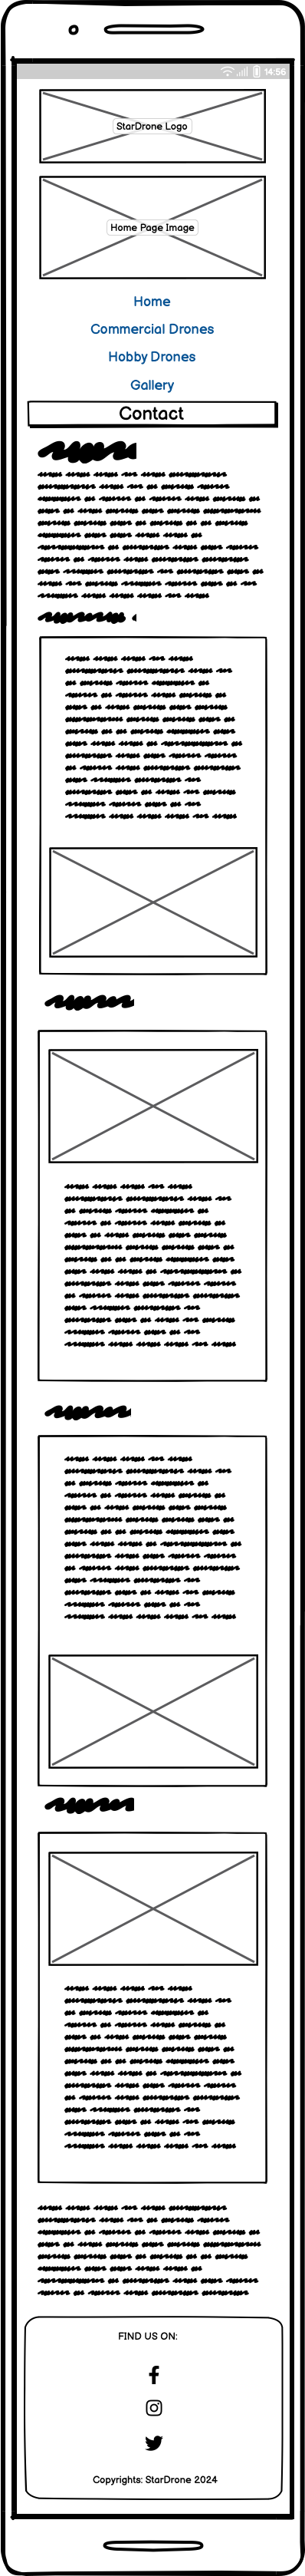 14:56
StarDrone Logo
Home Page Image
Home
Commercial Drones
Hobby Drones
Gallery
Contact
FIND US ON:
Copyrights: StarDrone 2024